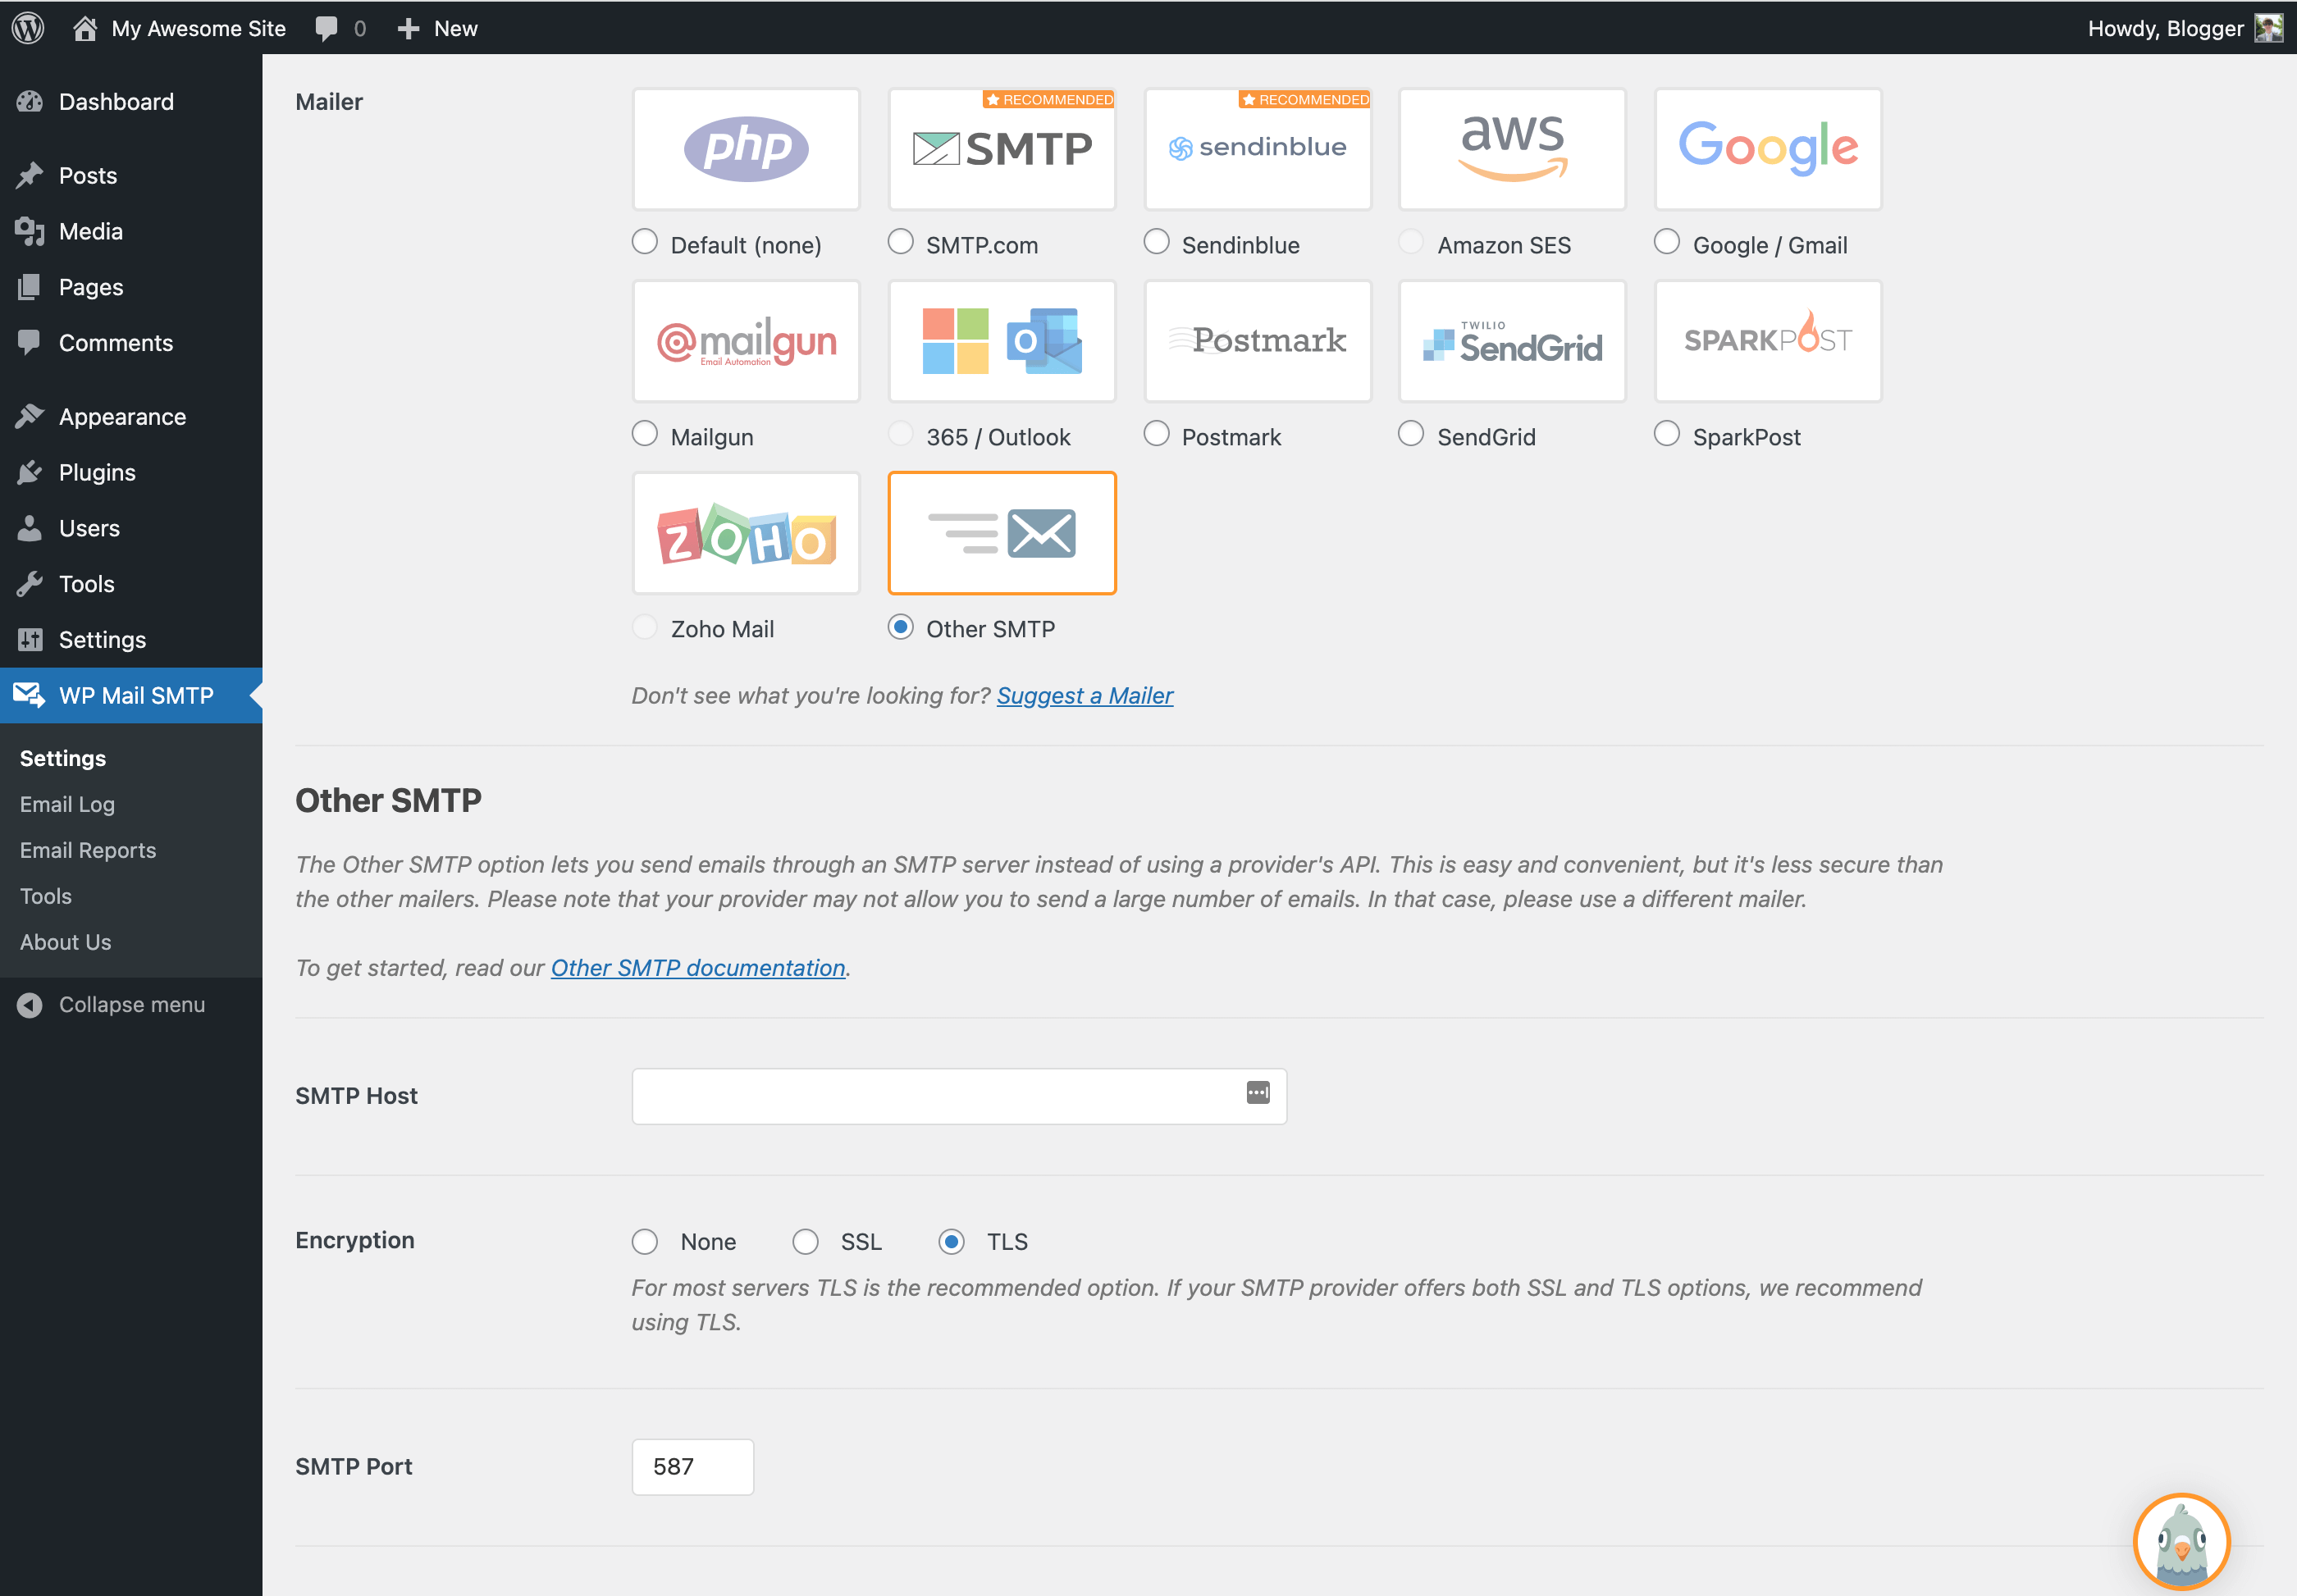 My Awesome Site 0 New Howdy, Blogger
Dashboard
Posts
Media
Pages
Comments
Appearance
Plugins
Users
Tools
Settings
WP Mail SMTP
Settings
Email Log
Email Reports
Tools
About Us
Collapse menu
Mailer
php
RECOMMENDED
SMTP
RECOMMENDED
sendinblue
aws
Google
Default (none)
SMTP.com
Sendinblue
Amazon SES
Google / Gmail
mailgun
Email Automation
O
Postmark
TWILIO
SendGrid
SPARKPOST
Mailgun
365 / Outlook
Postmark
SendGrid
SparkPost
ZOHO
Zoho Mail
Other SMTP
Don't see what you're looking for? Suggest a Mailer
Other SMTP
The Other SMTP option lets you send emails through an SMTP server instead of using a provider's API. This is easy and convenient, but it's less secure than
the other mailers. Please note that your provider may not allow you to send a large number of emails. In that case, please use a different mailer.
To get started, read our Other SMTP documentation.
SMTP Host
Encryption
None
SSL
TLS
For most servers TLS is the recommended option. If your SMTP provider offers both SSL and TLS options, we recommend
using TLS.
SMTP Port
587